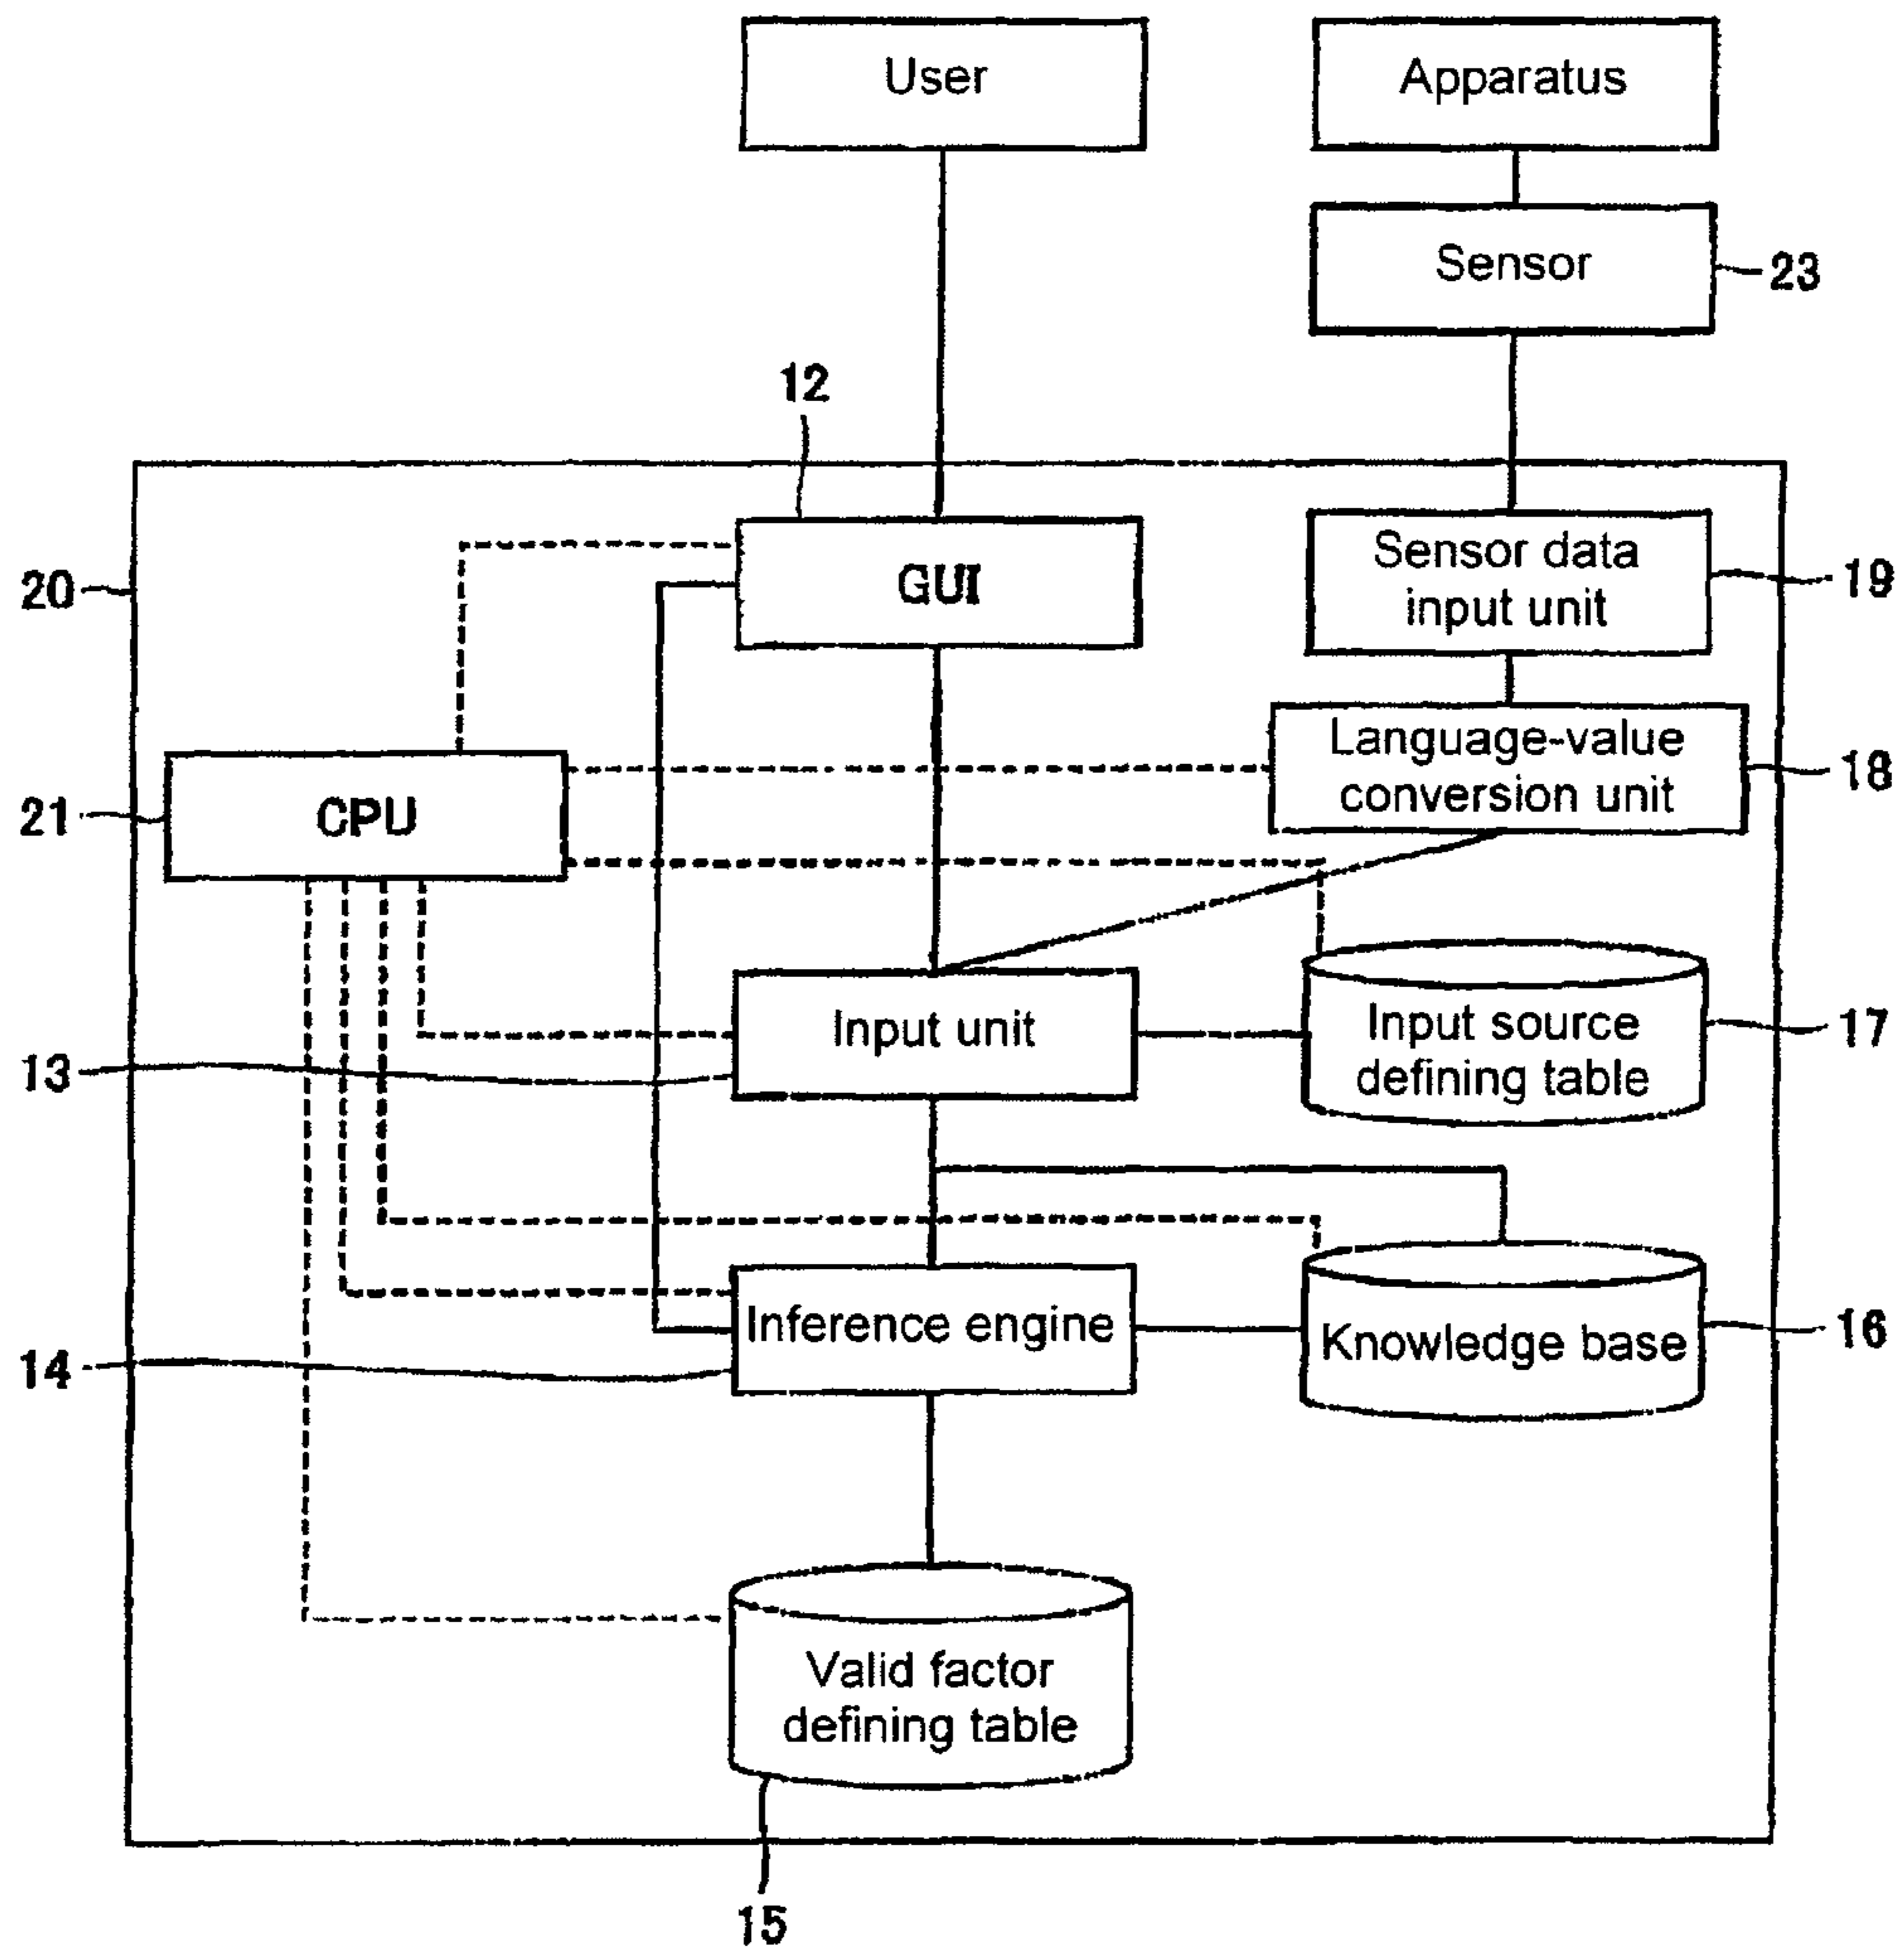 User
Apparatus
Sensor
23
12
20
GUI
Sensor data
input unit
19
21
CPU
Language-value
conversion unit
18
13
Input unit
Input source
defining table
17
14
Inference engine
Knowledge base
16
Valid factor
defining table
15